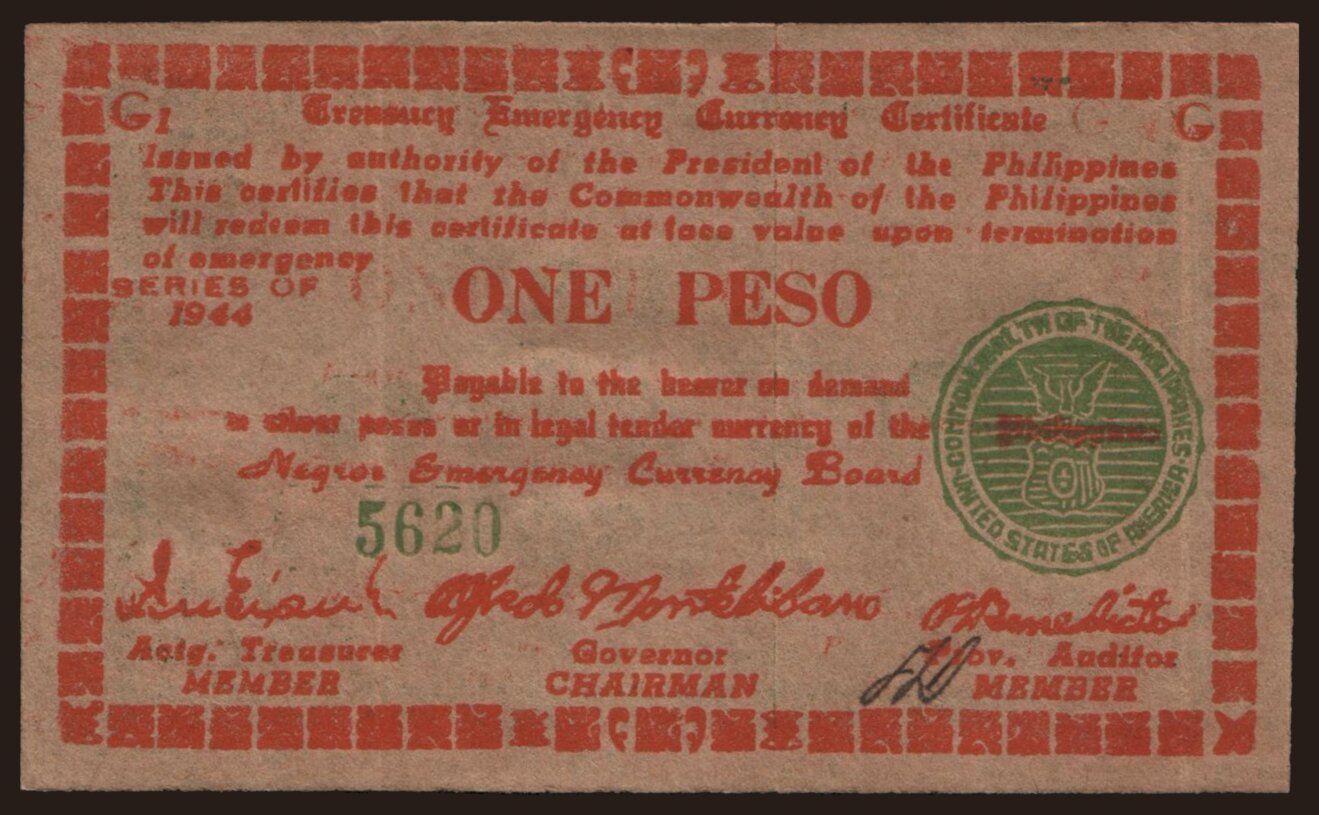 G1 Treasury Emergency Currency Certificate G
Issued by authority of the President of the Philippines
This certifies that the Commonwealth of the Philippines
will redeem this certificate at face value upon termination
of emergency
SERIES OF
1944
ONE PESO
Payable to the bearer on demand
in silver pesos or in legal tender currency of the
Negros Emergency Currency Board
5620
COMMONWEALTH OF THE PHILIPPINES
UNITED STATES OF AMERICA
Alfredo Montelibano
Actg. Treasurer Governor Prov. Auditor
MEMBER CHAIRMAN MEMBER